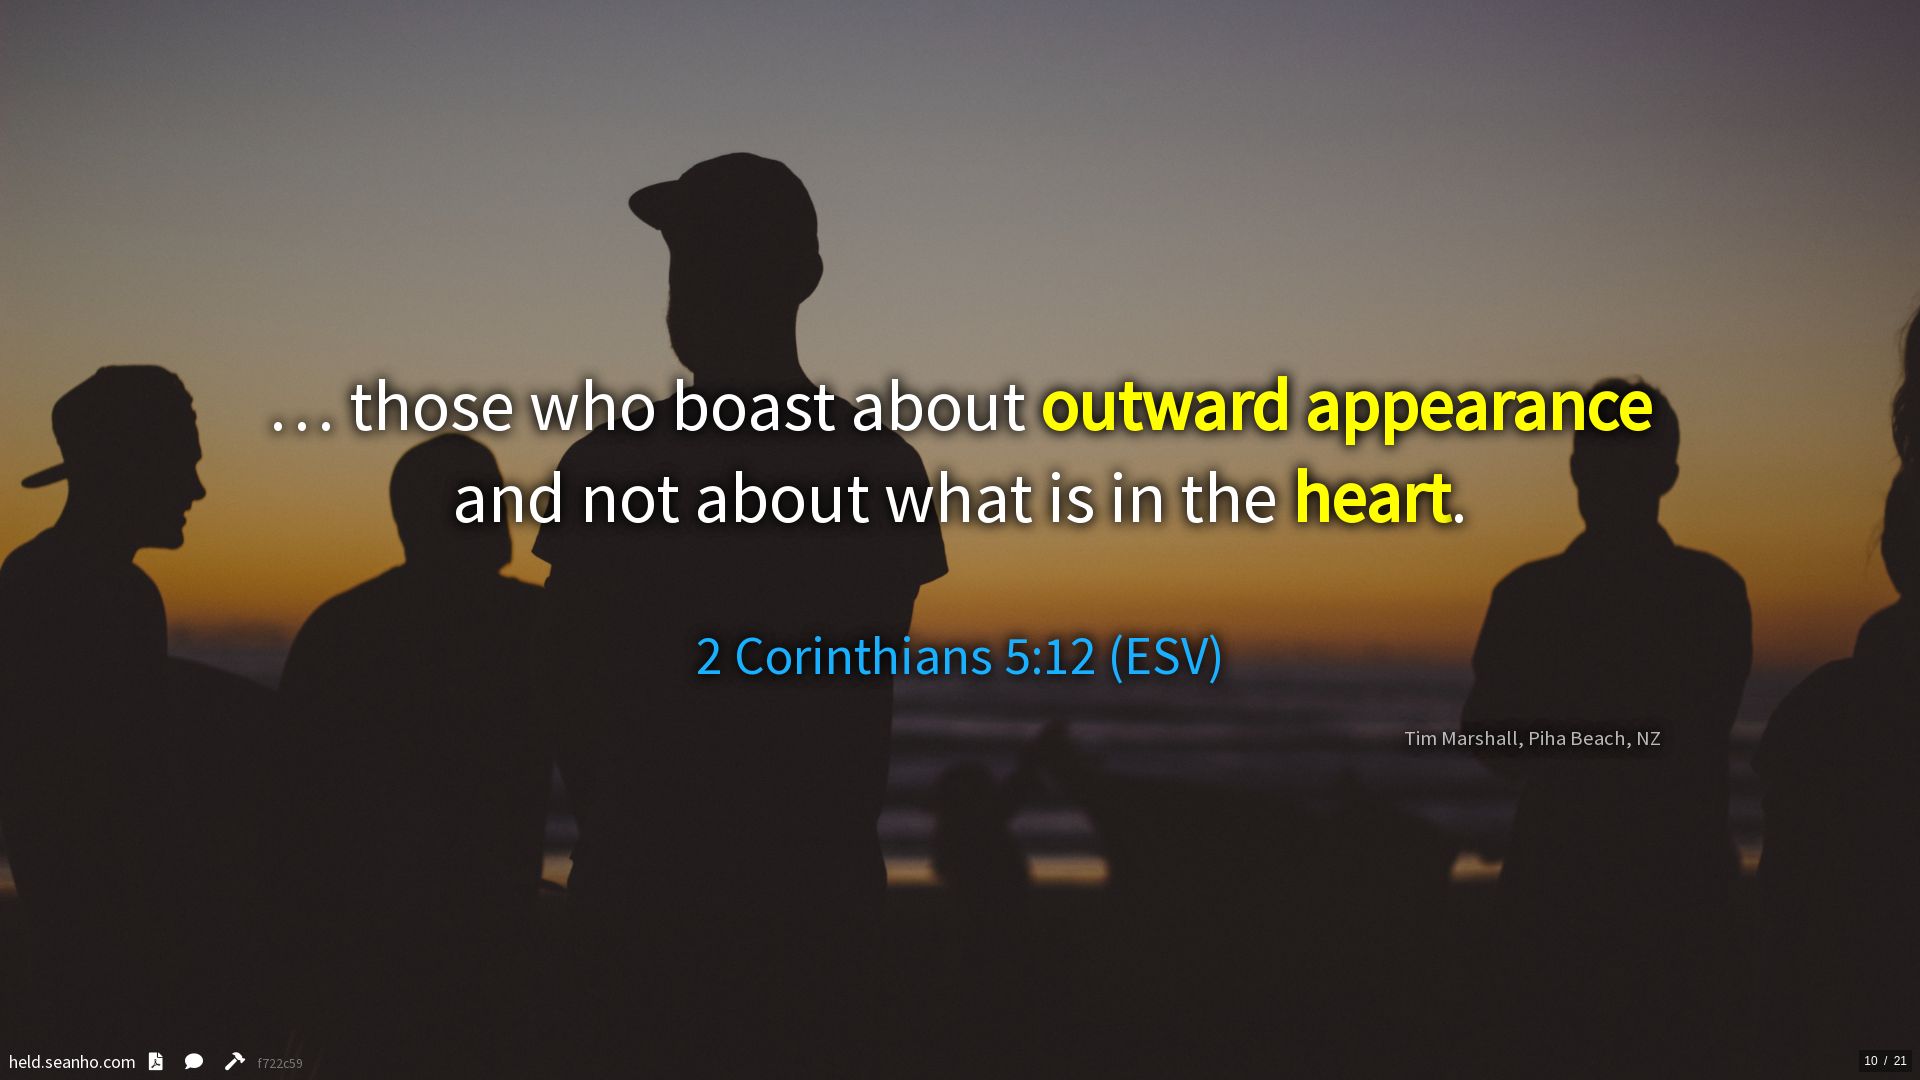 … those who boast about outward appearance
and not about what is in the heart.
2 Corinthians 5:12 (ESV)
Tim Marshall, Piha Beach, NZ
held.seanho.com f722c59
10 / 21